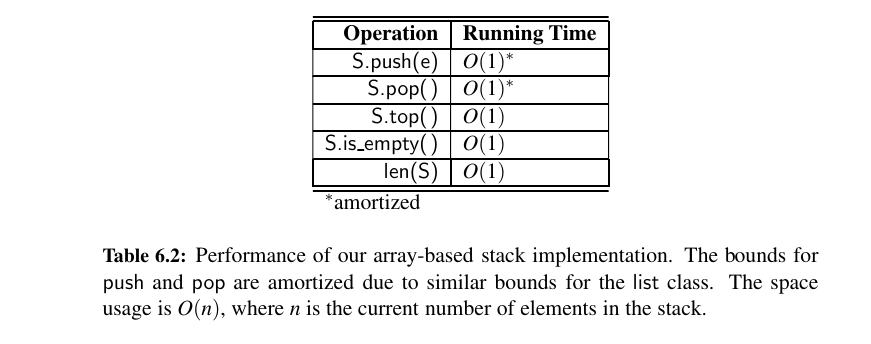 Operation Running Time
S.push(e) O(1)*
S.pop() O(1)*
S.top() O(1)
S.is_empty() O(1)
len(S) O(1)
*amortized
Table 6.2: Performance of our array-based stack implementation. The bounds for
push and pop are amortized due to similar bounds for the list class. The space
usage is O(n), where n is the current number of elements in the stack.